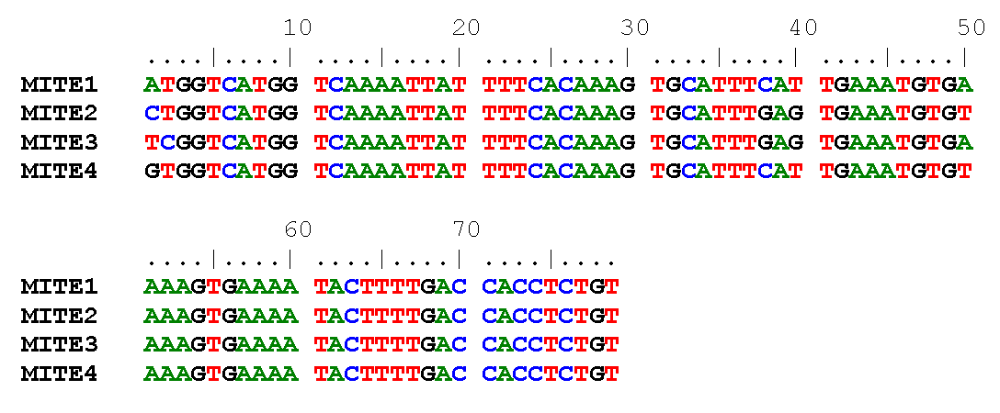 10 20 30 40 50
....|....| ....|....| ....|....| ....|....| ....|....|
MITE1 ATGGTCATGG TCAAAATTAT TTTCACAAAG TGCATTTCAT TGAAATGTGA
MITE2 CTGGTCATGG TCAAAATTAT TTTCACAAAG TGCATTTGAG TGAAATGTGT
MITE3 TCGGTCATGG TCAAAATTAT TTTCACAAAG TGCATTTGAG TGAAATGTGA
MITE4 GTGGTCATGG TCAAAATTAT TTTCACAAAG TGCATTTCAT TGAAATGTGT
60 70
....|....| ....|....| ....|....
MITE1 AAAGTGAAAA TACTTTTGAC CACCTCTGT
MITE2 AAAGTGAAAA TACTTTTGAC CACCTCTGT
MITE3 AAAGTGAAAA TACTTTTGAC CACCTCTGT
MITE4 AAAGTGAAAA TACTTTTGAC CACCTCTGT